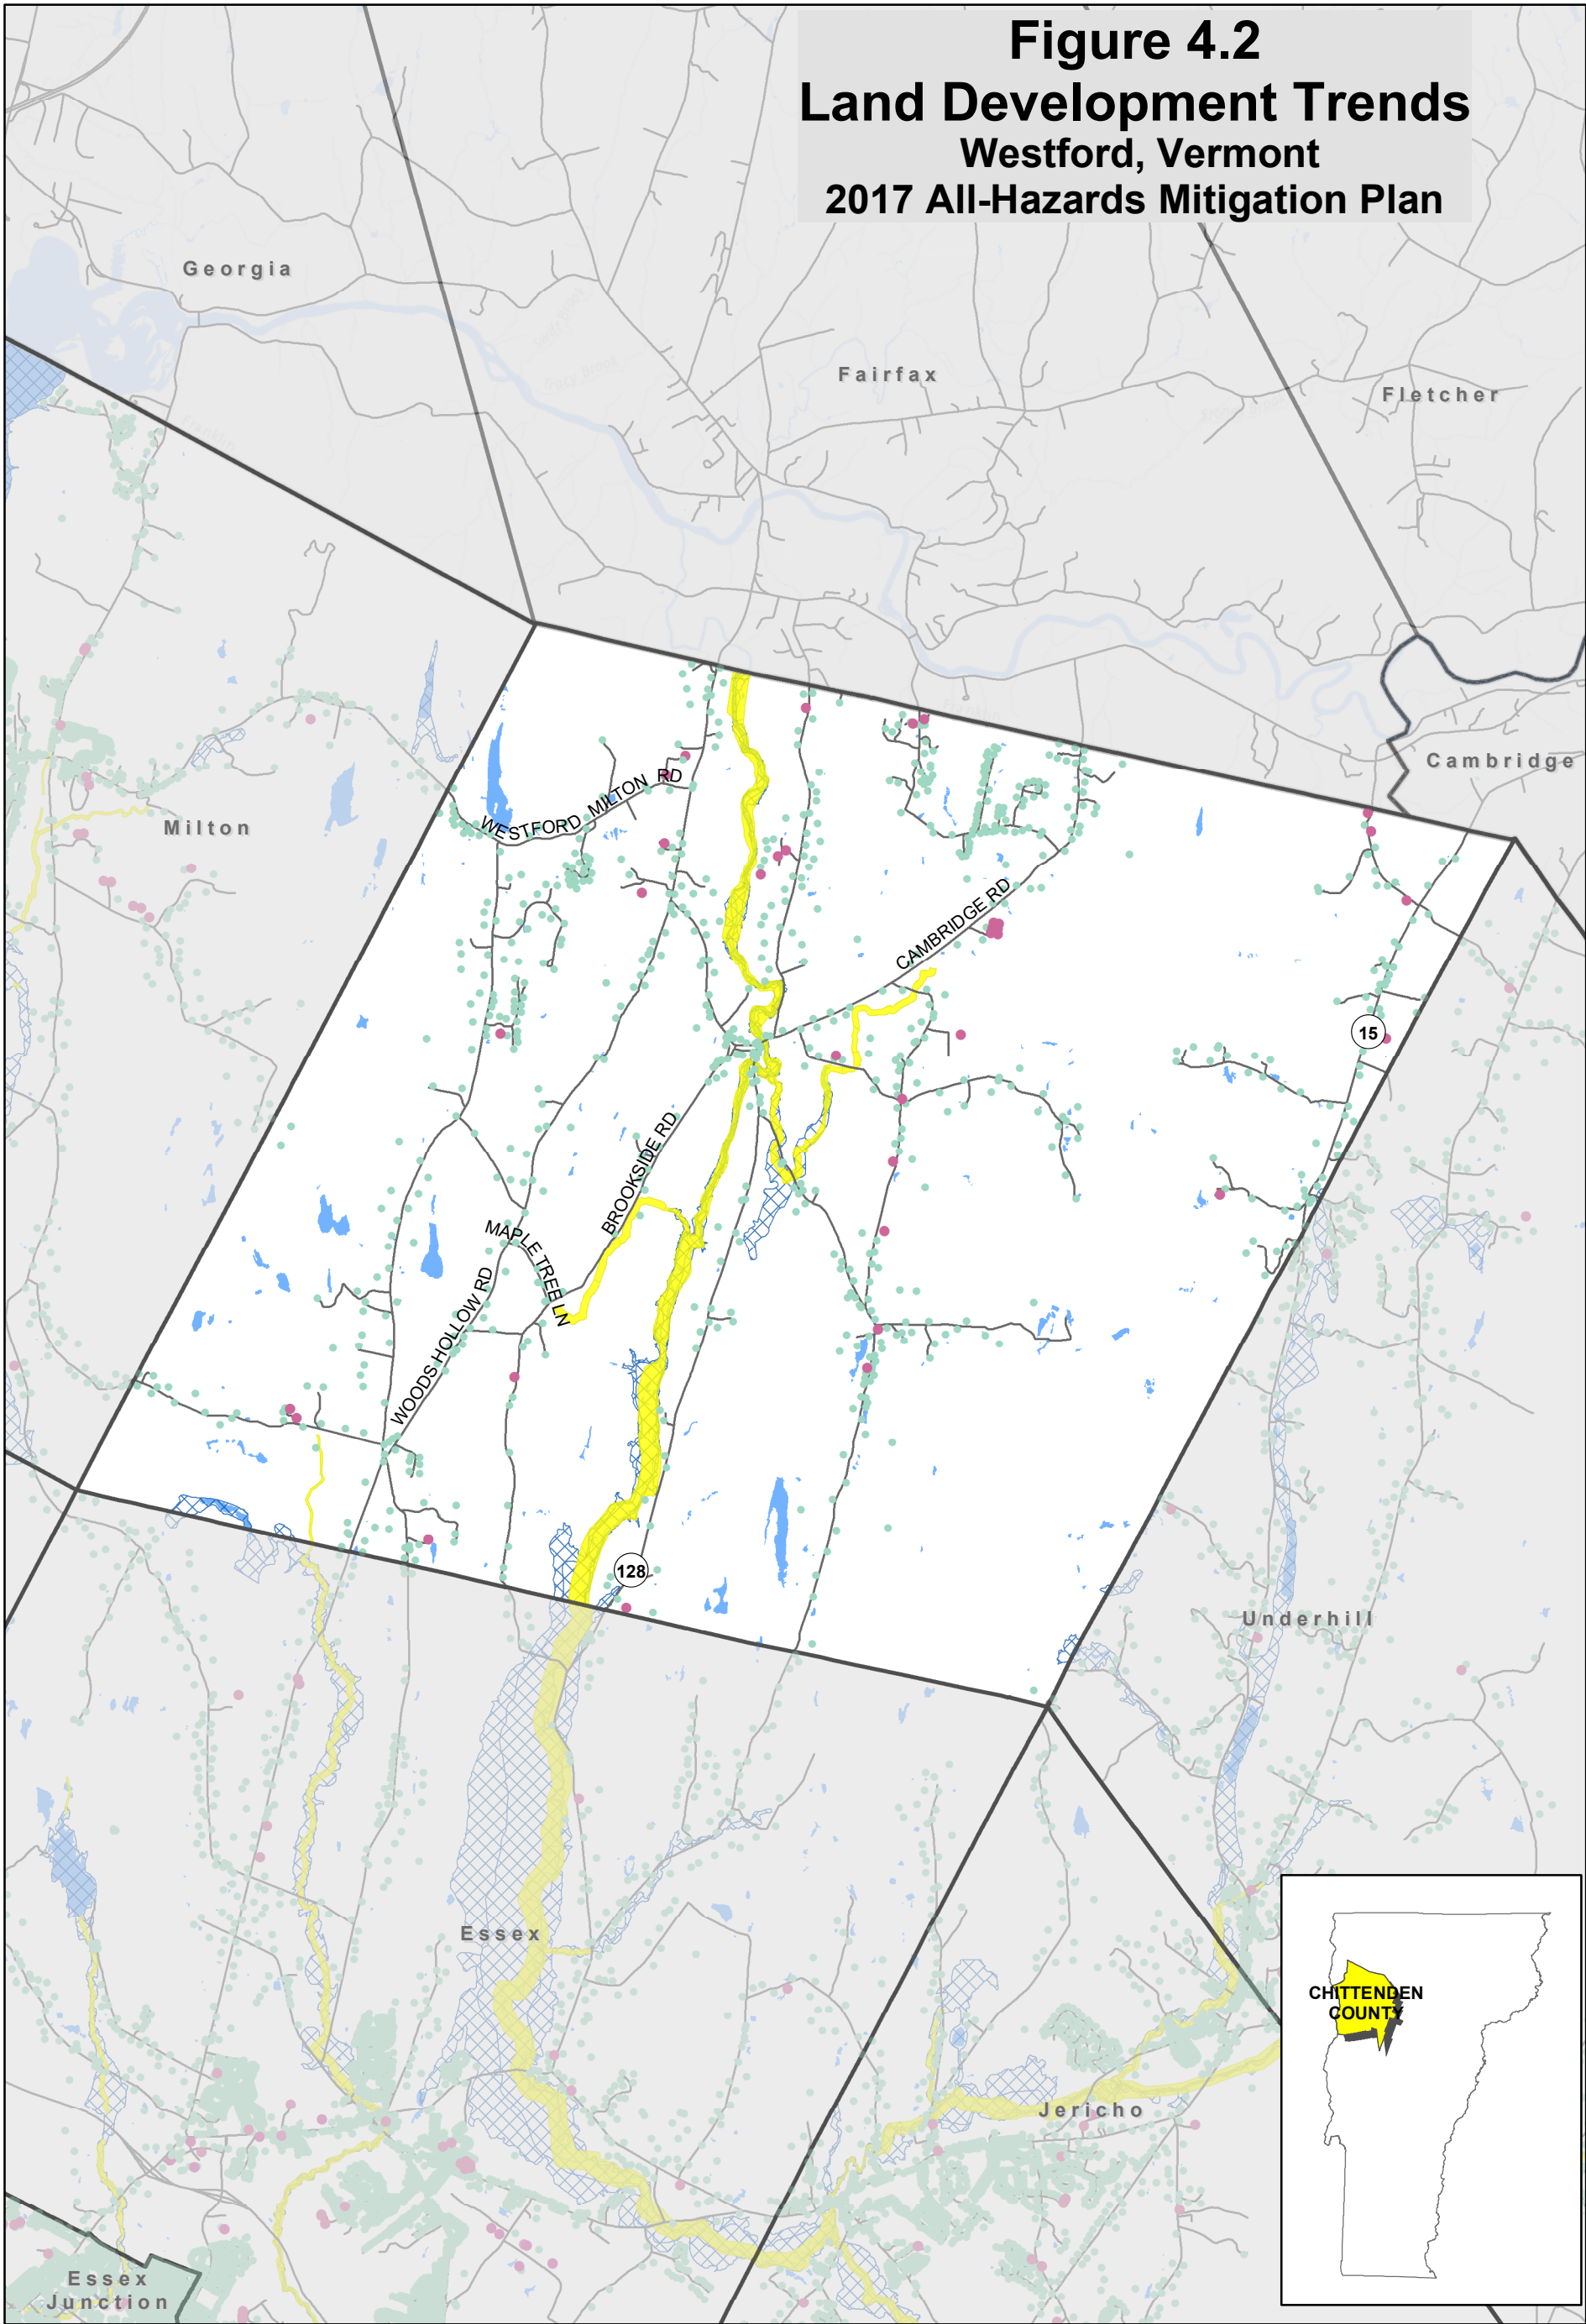 Figure 4.2
Land Development Trends
Westford, Vermont
2017 All-Hazards Mitigation Plan
Georgia
Tracy Brook
Fairfax
Fletcher
Cambridge
Milton
WESTFORD MILTON RD
CAMBRIDGE RD
15
BROOKSIDE RD
MAPLE TREE LN
WOODS HOLLOW RD
128
Underhill
Essex
CHITTENDEN
COUNTY
Jericho
Essex
Junction